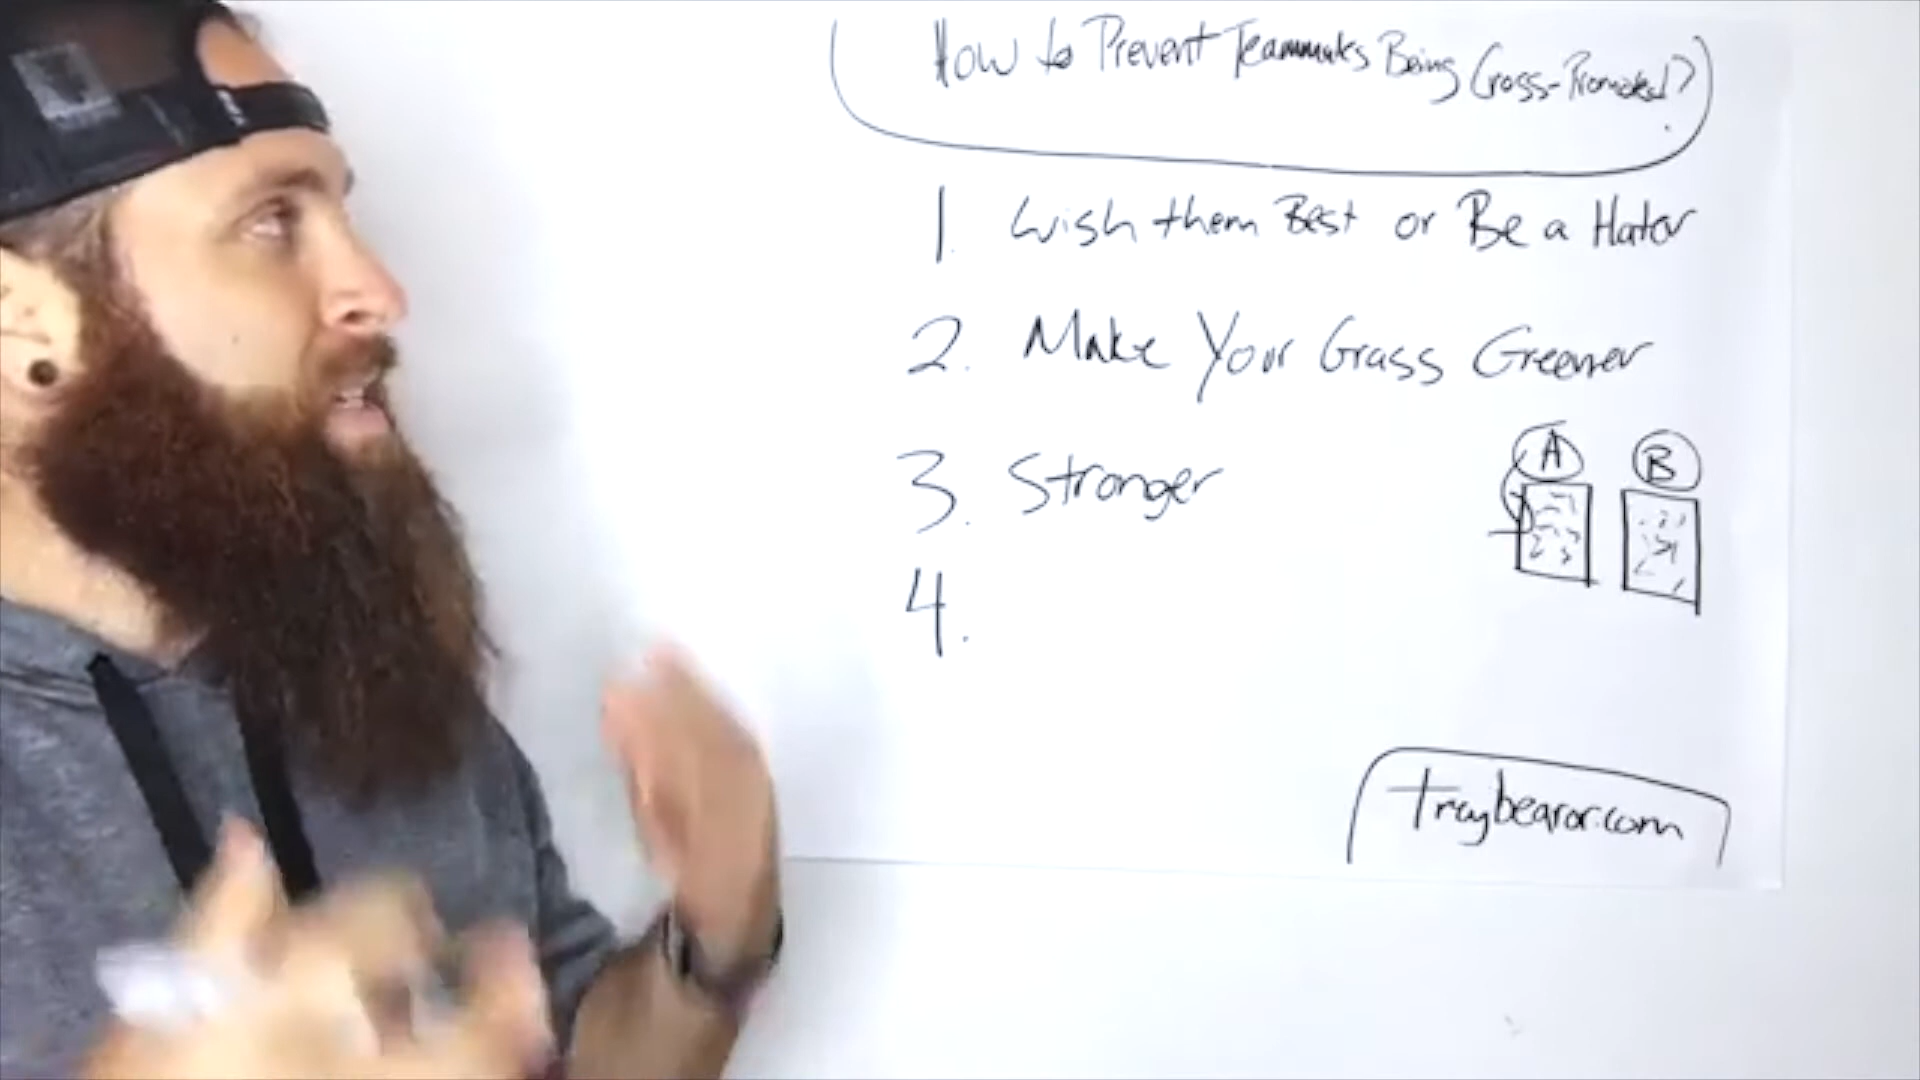 How to Prevent Teammates Being Cross-Promoted?
1. Wish them Best or Be a Hater
2. Make Your Grass Greener
3. Stronger
A B
4.
traybearor.com